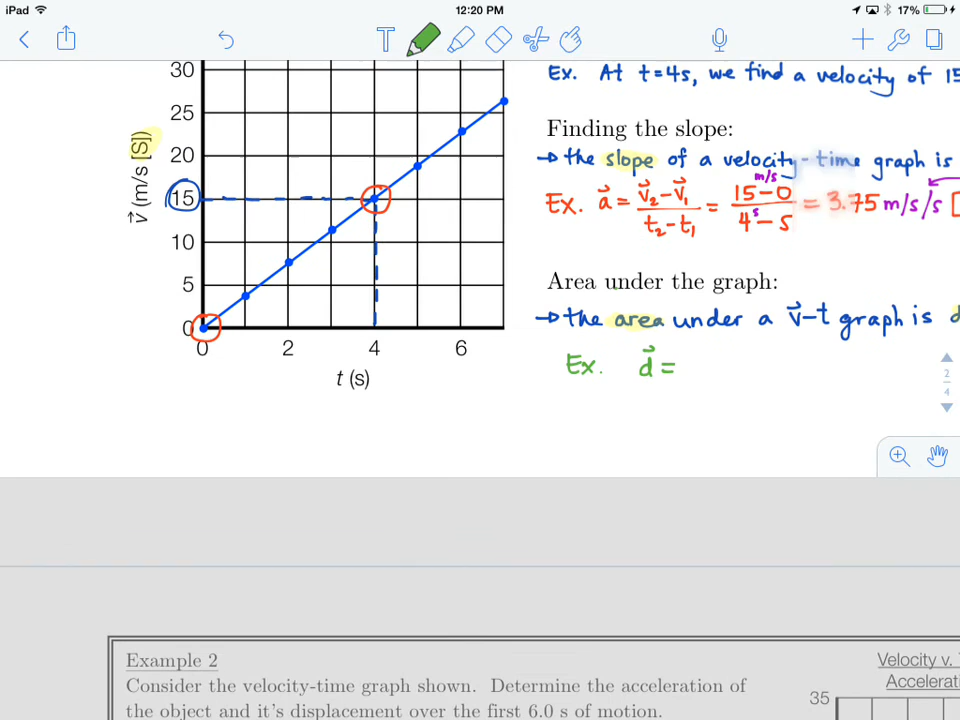 iPad 12:20 PM 17%
T
30
25
20
15
10
5
0
v⃗ (m/s [S])
0 2 4 6
t (s)
Ex. At t=4s, we find a velocity of 15
Finding the slope:
→ the slope of a velocity-time graph is
m/s
Ex. a⃗ = v⃗₂-v⃗₁ / t₂-t₁ = 15-0 / 4s-s = 3.75 m/s/s [
Area under the graph:
→ the area under a v⃗-t graph is d
Ex. d⃗ =
2
4
Example 2
Consider the velocity-time graph shown. Determine the acceleration of
the object and it's displacement over the first 6.0 s of motion.
Velocity v.
Accelerati
35